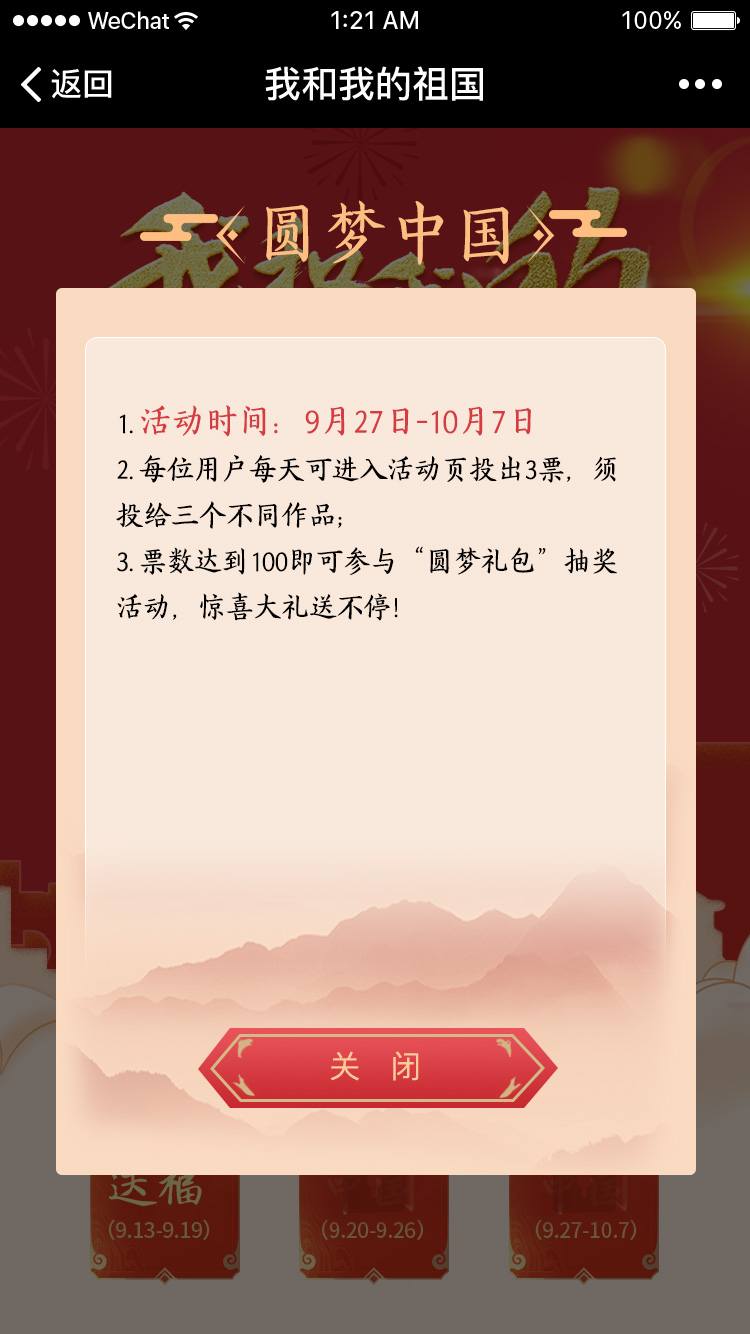 WeChat 1:21 AM 100%
返回 我和我的祖国
圆梦中国
1. 活动时间：9月27日-10月7日
2. 每位用户每天可进入活动页投出3票，须
投给三个不同作品;
3. 票数达到100即可参与“圆梦礼包”抽奖
活动，惊喜大礼送不停!
关 闭
送福
(9.13-9.19) (9.20-9.26) (9.27-10.7)